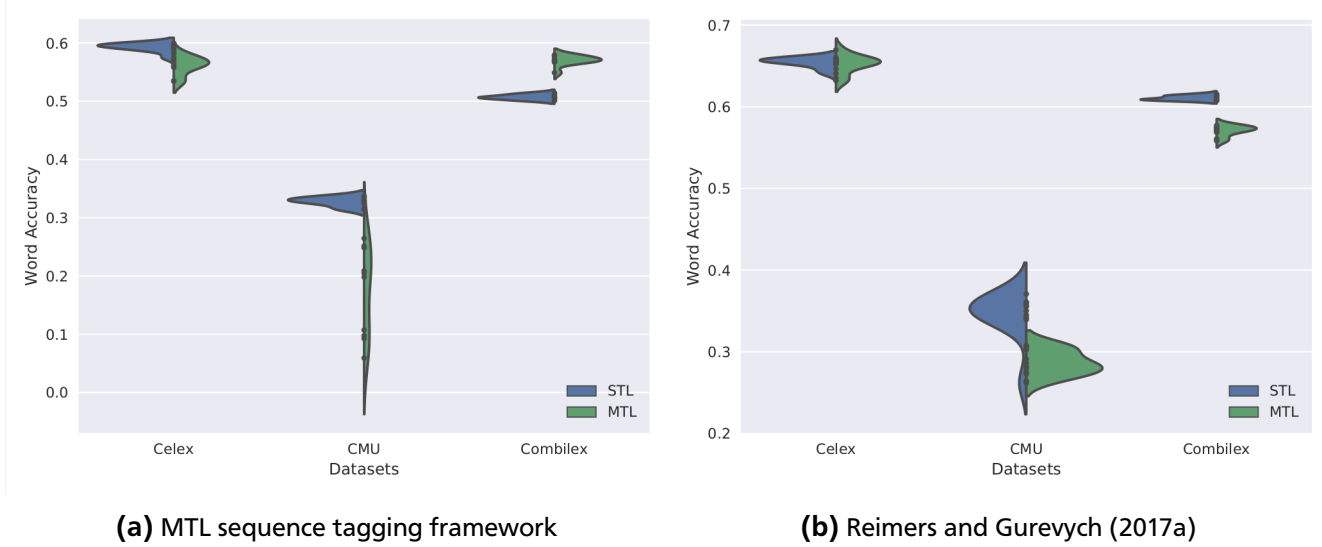 0.6
0.5
0.4
0.3
0.2
0.1
0.0
Word Accuracy
Celex
CMU
Combilex
Datasets
STL
MTL
(a) MTL sequence tagging framework
0.7
0.6
0.5
0.4
0.3
0.2
Word Accuracy
Celex
CMU
Combilex
Datasets
STL
MTL
(b) Reimers and Gurevych (2017a)